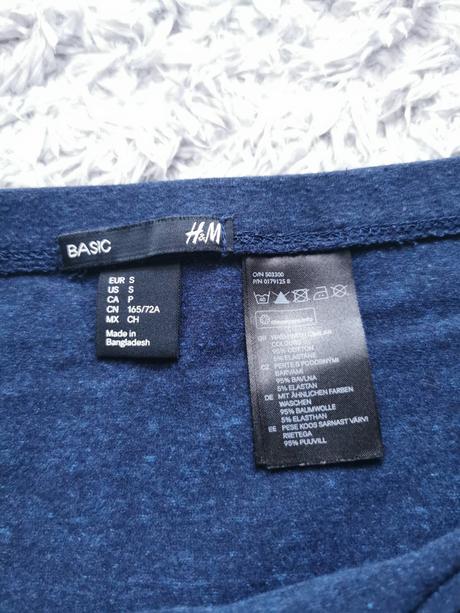 BASIC H&M
EUR S
US S
CA P
CN 165/72A
MX CH
Made in
Bangladesh
O/N 503300
P/N 0179125 8
WASH WITH SIMILAR
COLOURS
95% COTTON
5% ELASTANE
CZ PERTE S PODOBNÝMI
BARVAMI
95% BAVLNA
5% ELASTAN
DE MIT ÄHNLICHEN FARBEN
WASCHEN
95% BAUMWOLLE
5% ELASTHAN
EE PESE KOOS SARNAST VÄRVI
RIIETEGA
95% PUUVILL